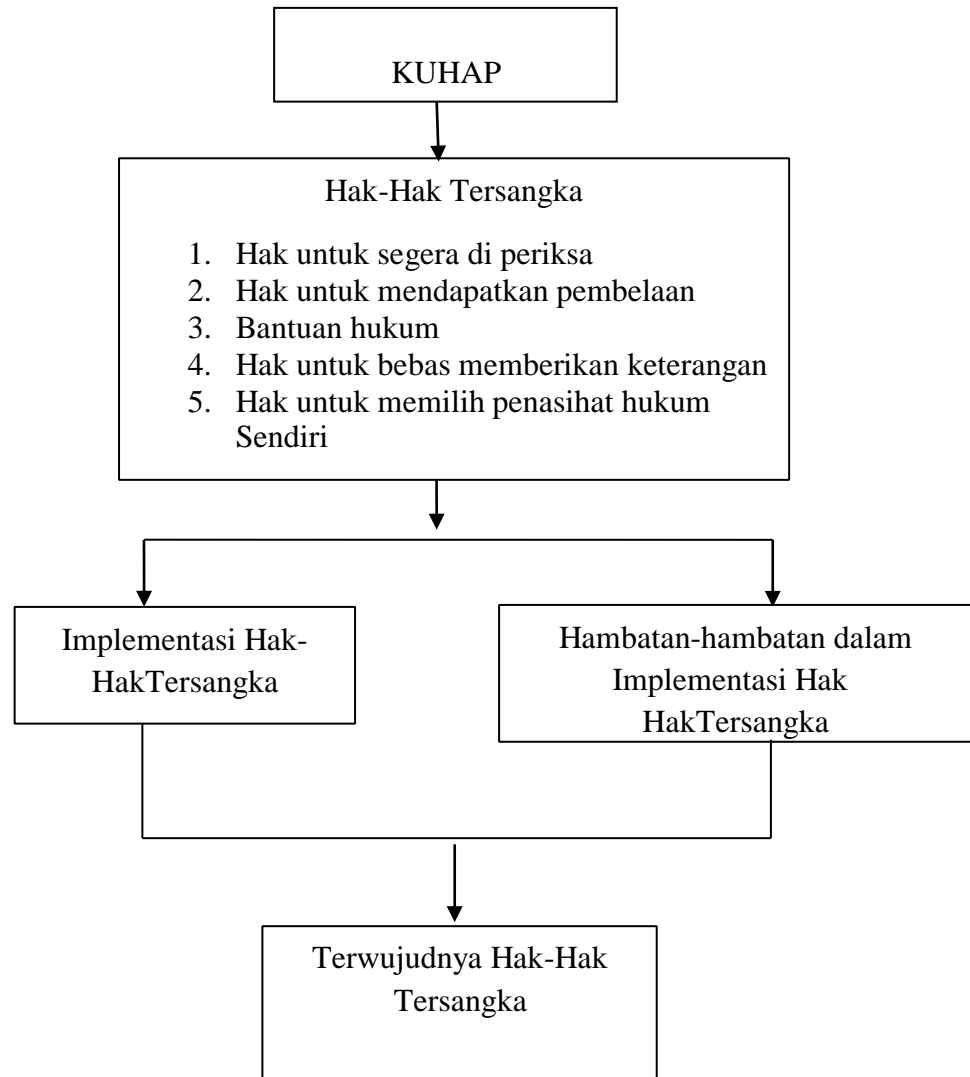 KUHAP
Hak-Hak Tersangka
1. Hak untuk segera di periksa
2. Hak untuk mendapatkan pembelaan
3. Bantuan hukum
4. Hak untuk bebas memberikan keterangan
5. Hak untuk memilih penasihat hukum
Sendiri
Implementasi Hak-
HakTersangka
Hambatan-hambatan dalam
Implementasi Hak
HakTersangka
Terwujudnya Hak-Hak
Tersangka